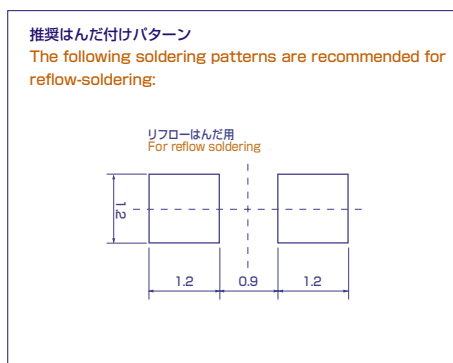 推奨はんだ付けパターン
The following soldering patterns are recommended for
reflow-soldering:
リフローはんだ用
For reflow soldering
1.2
1.2
0.9
1.2